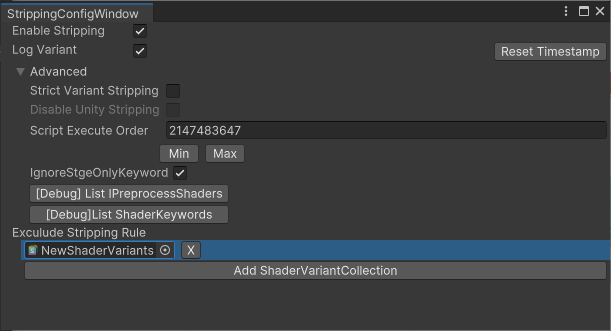 StrippingConfigWindow
Enable Stripping
Log Variant
Reset Timestamp
Advanced
Strict Variant Stripping
Disable Unity Stripping
Script Execute Order 2147483647
Min Max
IgnoreStgeOnlyKeyword
[Debug] List IPreprocessShaders
[Debug]List ShaderKeywords
Exculude Stripping Rule
NewShaderVariants X
Add ShaderVariantCollection